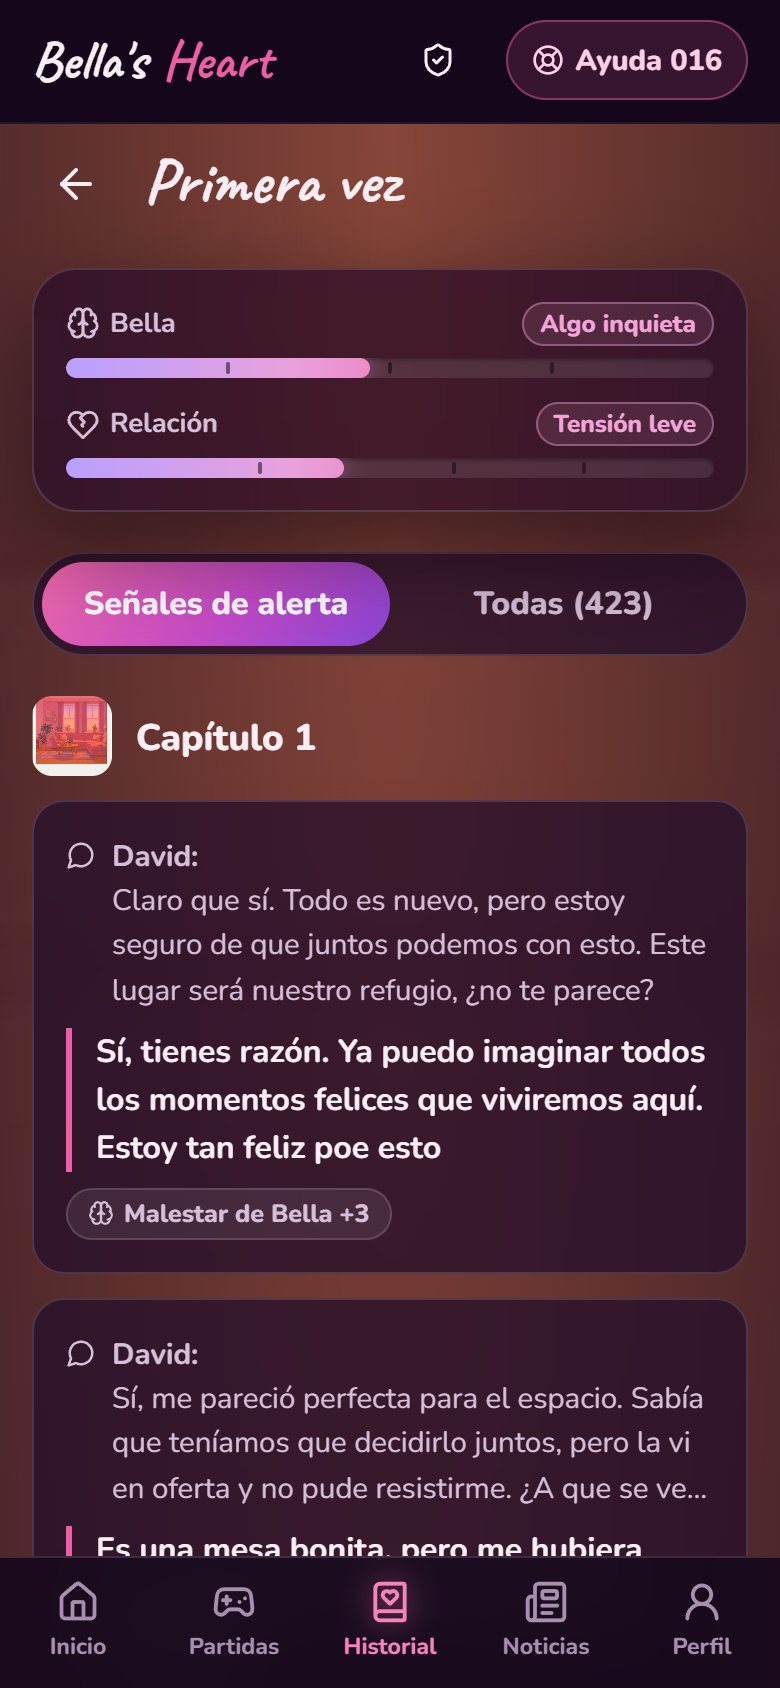 Bella's Heart
Ayuda 016
Primera vez
Bella
Algo inquieta
Relación
Tensión leve
Señales de alerta
Todas (423)
Capítulo 1
David:
Claro que sí. Todo es nuevo, pero estoy
seguro de que juntos podemos con esto. Este
lugar será nuestro refugio, ¿no te parece?
Sí, tienes razón. Ya puedo imaginar todos
los momentos felices que viviremos aquí.
Estoy tan feliz poe esto
Malestar de Bella +3
David:
Sí, me pareció perfecta para el espacio. Sabía
que teníamos que decidirlo juntos, pero la vi
en oferta y no pude resistirme. ¿A que se ve...
Es una mesa bonita, pero me hubiera
Inicio
Partidas
Historial
Noticias
Perfil